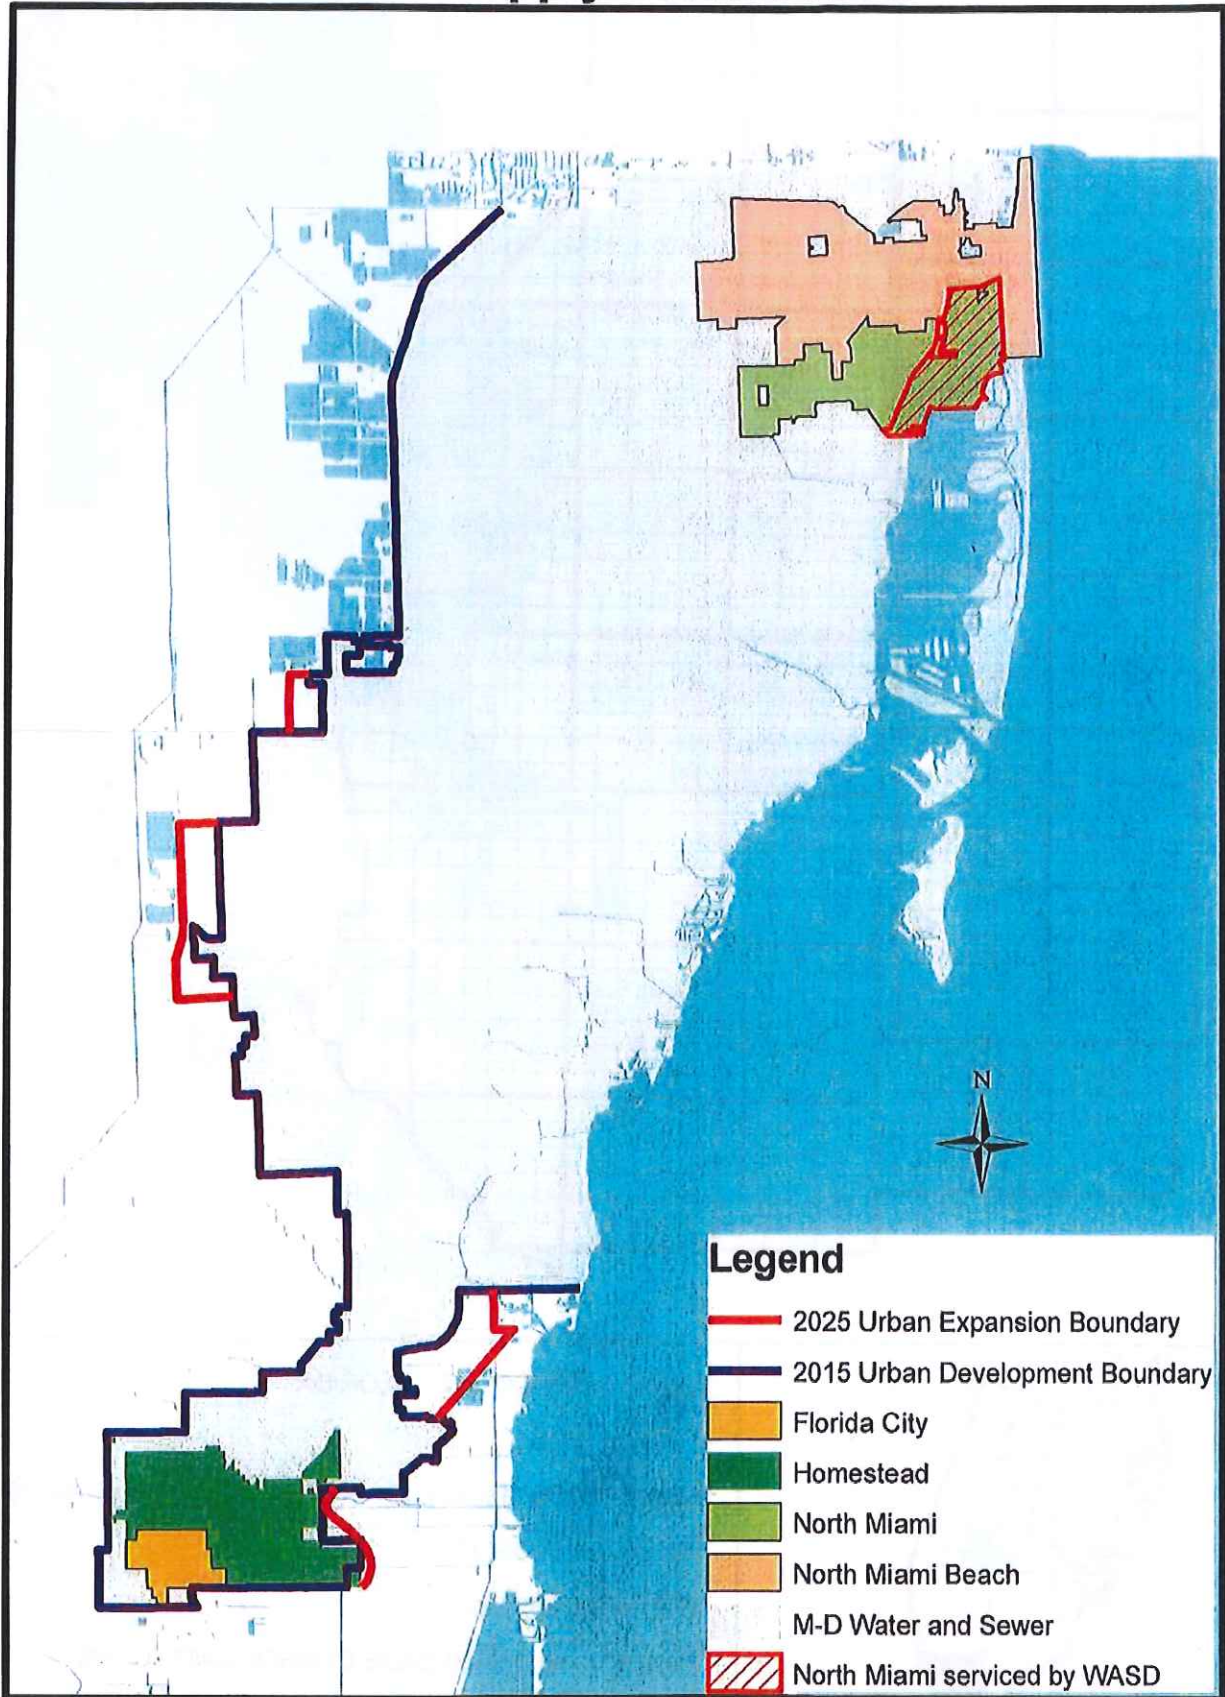 N
Legend
2025 Urban Expansion Boundary
2015 Urban Development Boundary
Florida City
Homestead
North Miami
North Miami Beach
M-D Water and Sewer
North Miami serviced by WASD